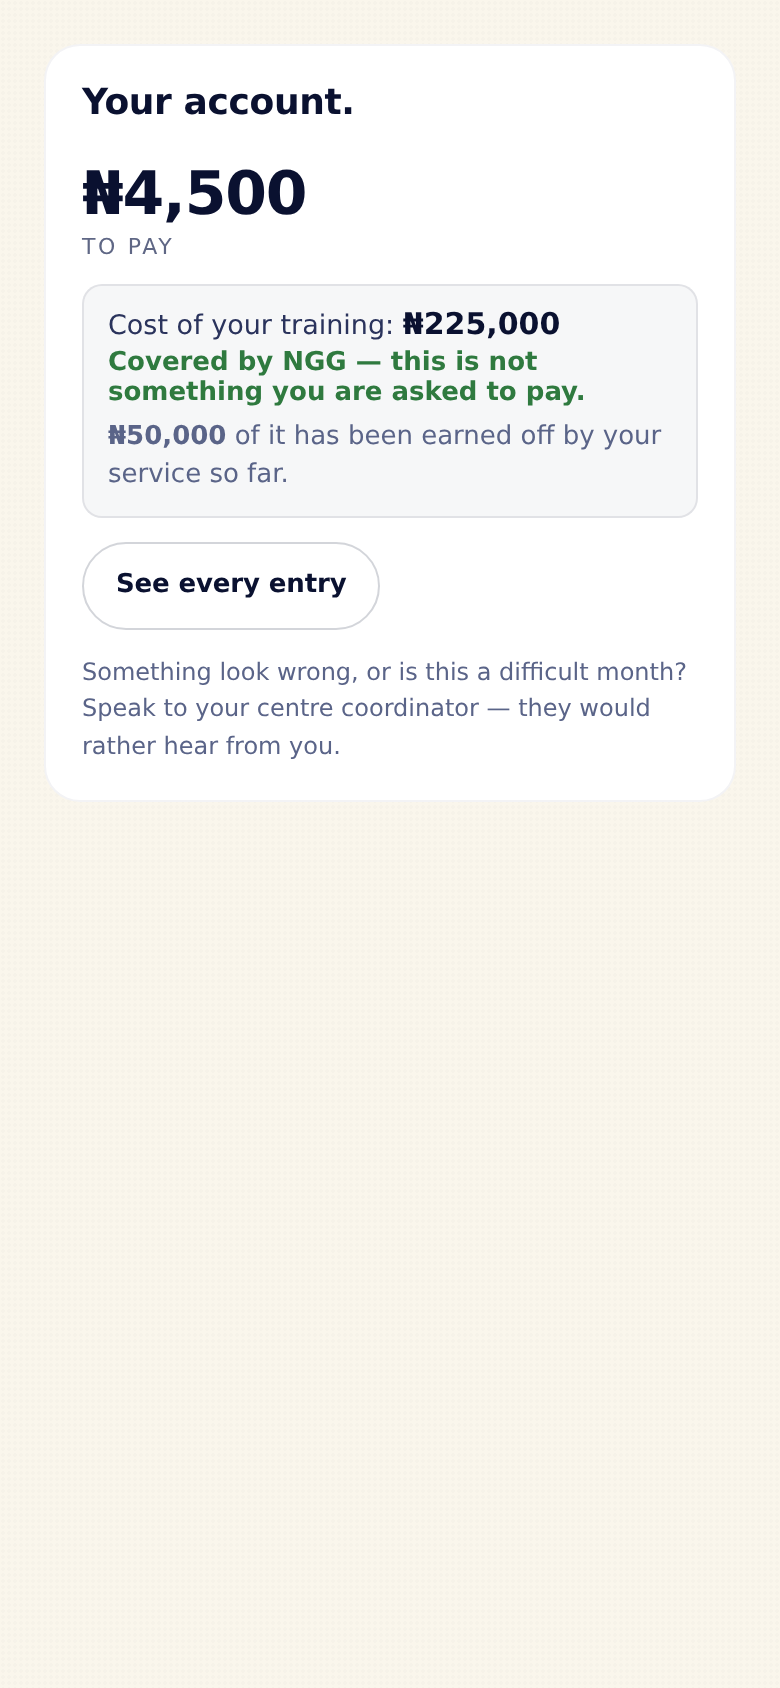 Your account.
₦4,500
TO PAY
Cost of your training: ₦225,000
Covered by NGG — this is not
something you are asked to pay.
₦50,000 of it has been earned off by your
service so far.
See every entry
Something look wrong, or is this a difficult month?
Speak to your centre coordinator — they would
rather hear from you.